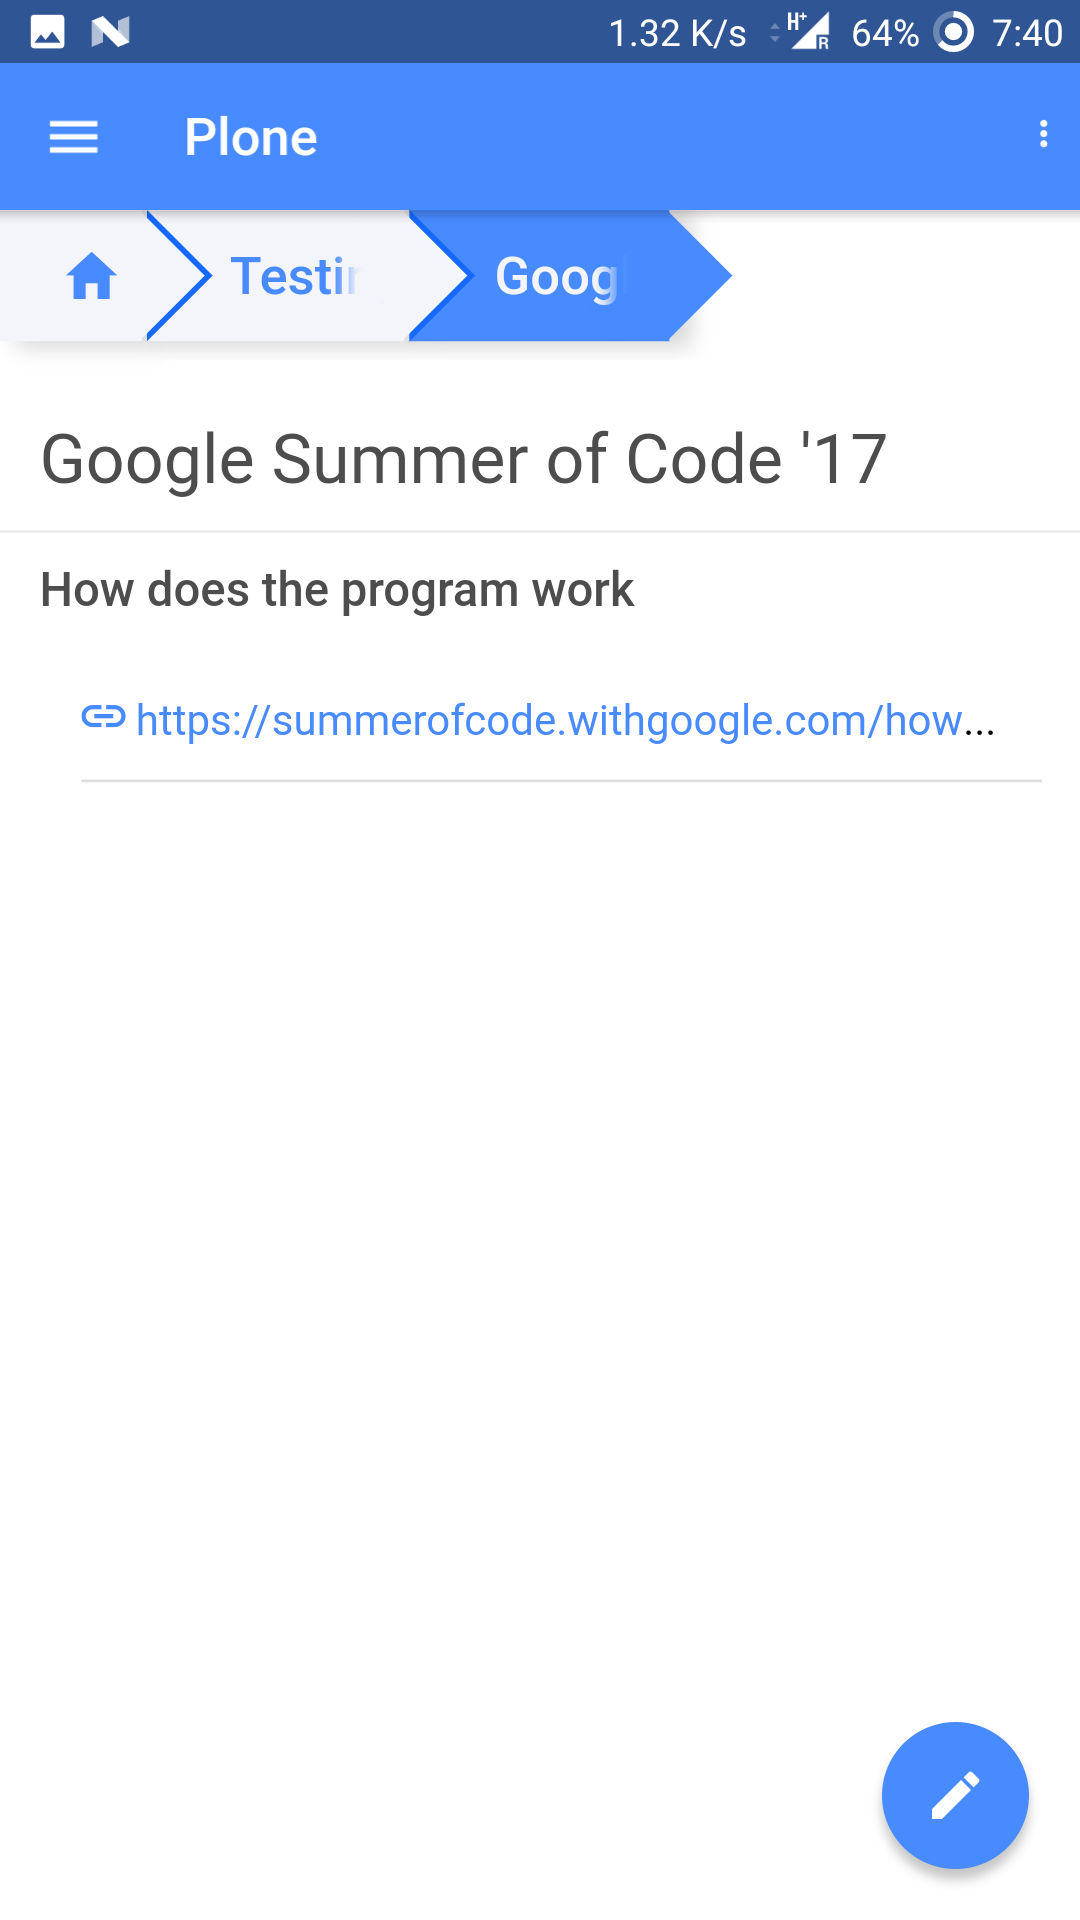 1.32 K/s H+ R 64% 7:40
Plone
Goog
Google Summer of Code '17
How does the program work
https://summerofcode.withgoogle.com/how...